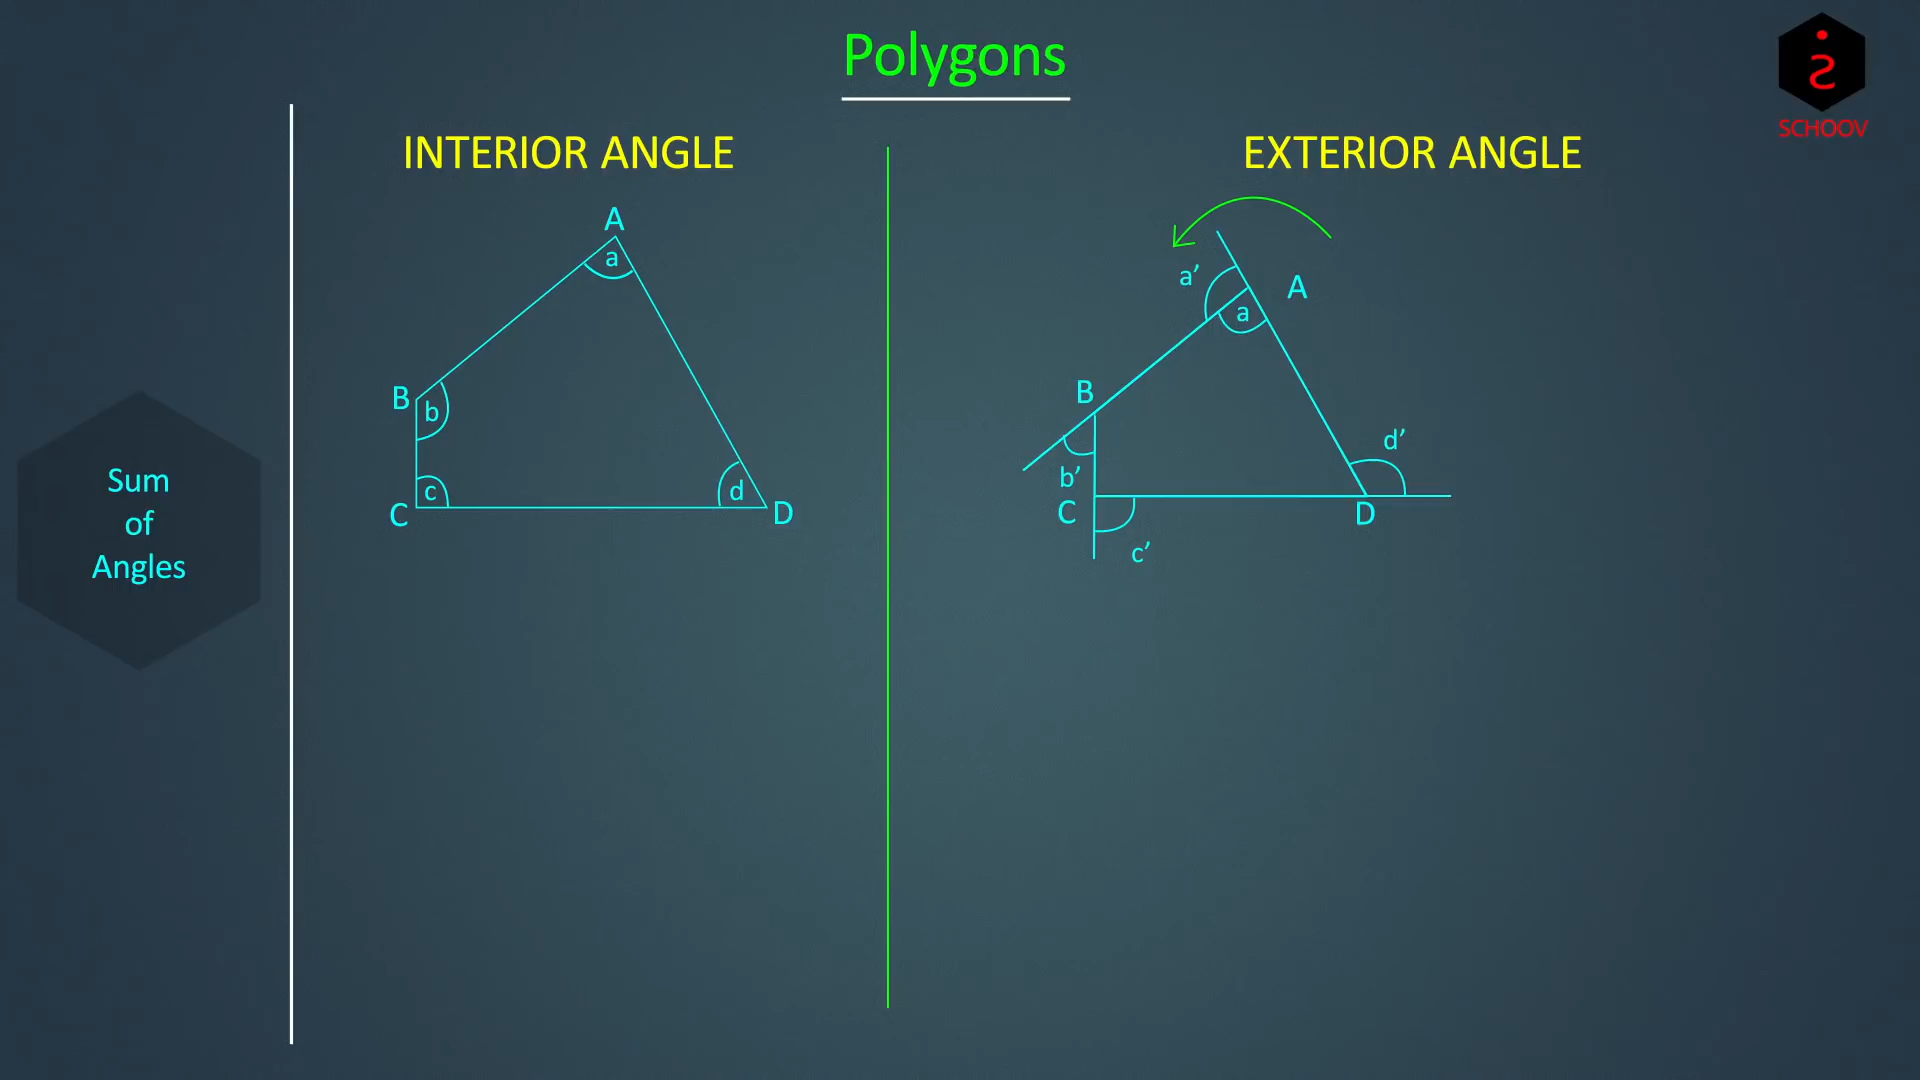 Polygons
SCHOOV
INTERIOR ANGLE
EXTERIOR ANGLE
A
a
B
b
c
C
d
D
a’
A
a
B
b’
C
c’
d’
D
Sum
of
Angles